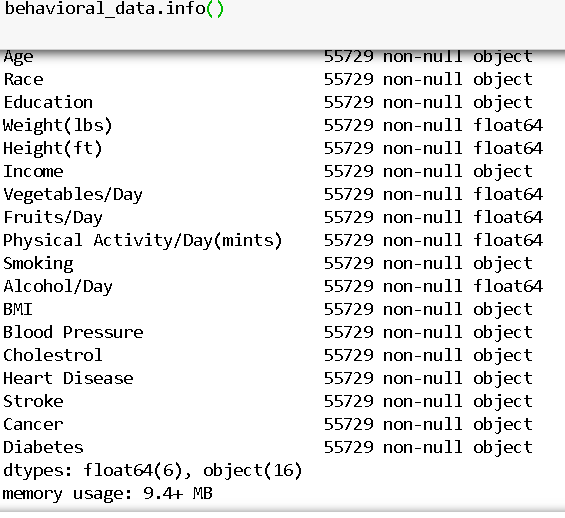 behavioral_data.info()
Age 55729 non-null object
Race 55729 non-null object
Education 55729 non-null object
Weight(lbs) 55729 non-null float64
Height(ft) 55729 non-null float64
Income 55729 non-null object
Vegetables/Day 55729 non-null float64
Fruits/Day 55729 non-null float64
Physical Activity/Day(mints) 55729 non-null float64
Smoking 55729 non-null object
Alcohol/Day 55729 non-null float64
BMI 55729 non-null object
Blood Pressure 55729 non-null object
Cholestrol 55729 non-null object
Heart Disease 55729 non-null object
Stroke 55729 non-null object
Cancer 55729 non-null object
Diabetes 55729 non-null object
dtypes: float64(6), object(16)
memory usage: 9.4+ MB